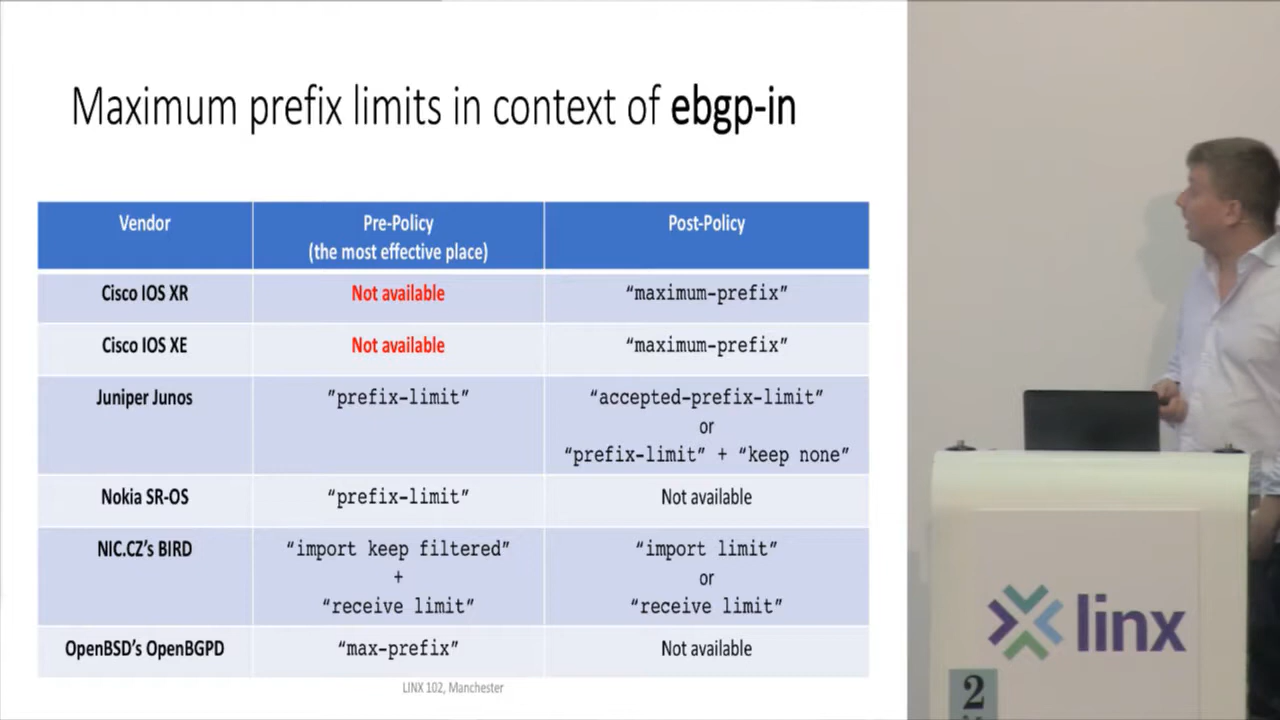 Maximum prefix limits in context of ebgp-in
Vendor
Pre-Policy
(the most effective place)
Post-Policy
Cisco IOS XR
Not available
“maximum-prefix”
Cisco IOS XE
Not available
“maximum-prefix”
Juniper Junos
”prefix-limit”
“accepted-prefix-limit”
or
“prefix-limit” + “keep none”
Nokia SR-OS
“prefix-limit”
Not available
NIC.CZ’s BIRD
“import keep filtered”
+
“receive limit”
“import limit”
or
“receive limit”
OpenBSD’s OpenBGPD
“max-prefix”
Not available
LINX 102, Manchester
linx
2